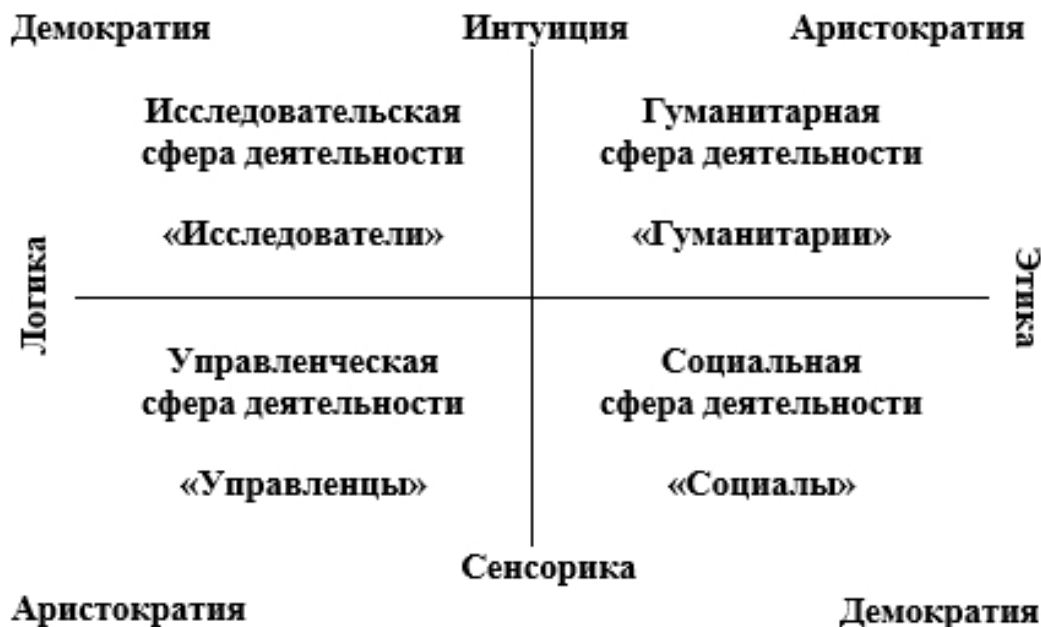 Демократия Интуиция Аристократия
Исследовательская
сфера деятельности
«Исследователи»
Гуманитарная
сфера деятельности
«Гуманитарии»
Логика
Этика
Управленческая
сфера деятельности
«Управленцы»
Социальная
сфера деятельности
«Социалы»
Сенсорика
Аристократия Демократия